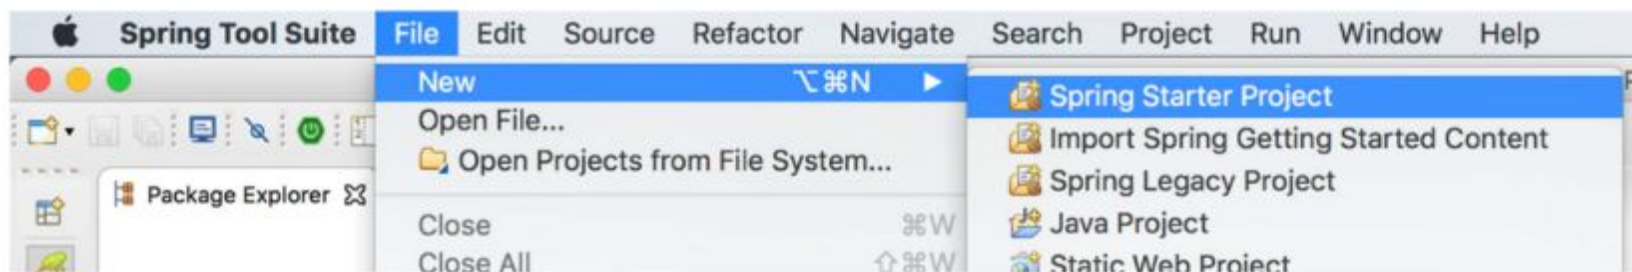 Spring Tool Suite File Edit Source Refactor Navigate Search Project Run Window Help
New ⌥⌘N ▶
Spring Starter Project
Open File...
Import Spring Getting Started Content
Open Projects from File System...
Spring Legacy Project
Package Explorer
Close ⌘W
Java Project
Close All ⇧⌘W
Static Web Project